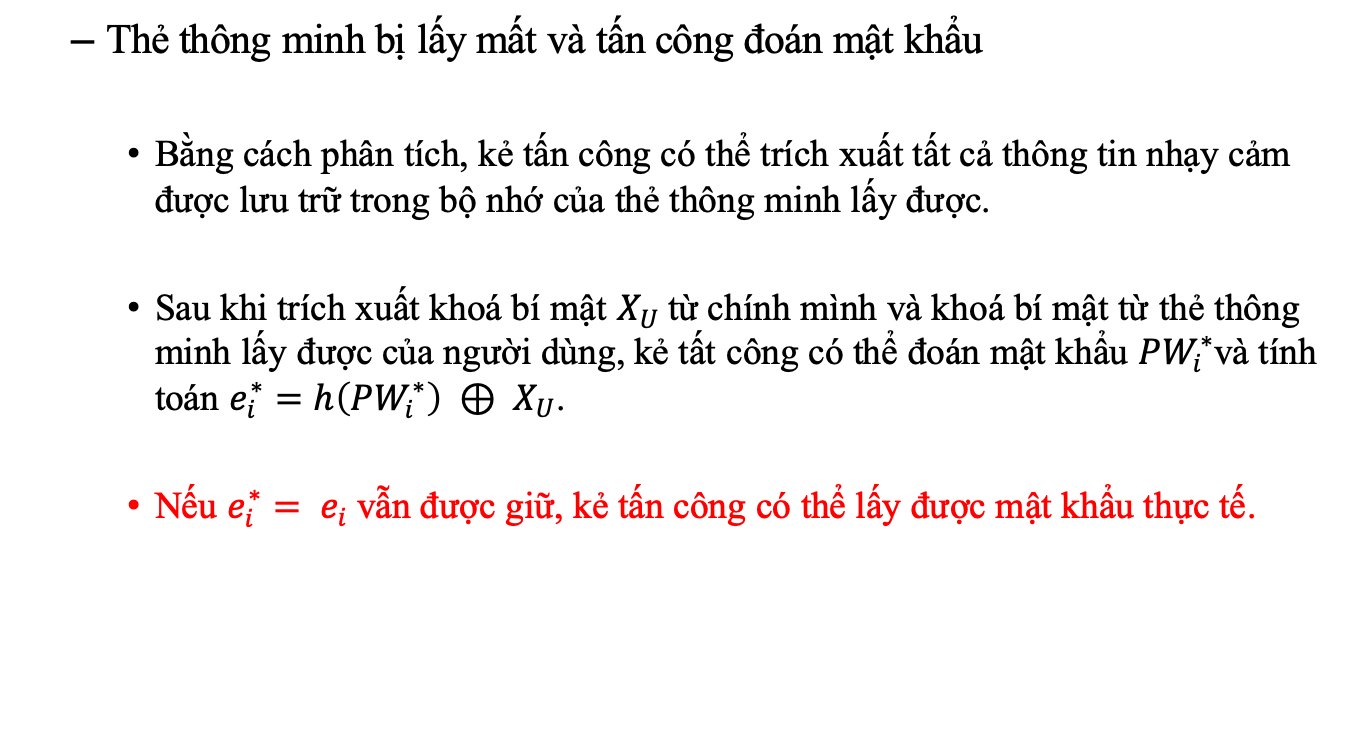 – Thẻ thông minh bị lấy mất và tấn công đoán mật khẩu
• Bằng cách phân tích, kẻ tấn công có thể trích xuất tất cả thông tin nhạy cảm
được lưu trữ trong bộ nhớ của thẻ thông minh lấy được.
• Sau khi trích xuất khoá bí mật X_U từ chính mình và khoá bí mật từ thẻ thông
minh lấy được của người dùng, kẻ tất công có thể đoán mật khẩu PW_i^* và tính
toán e_i^* = h(PW_i^*) ⊕ X_U.
• Nếu e_i^* = e_i vẫn được giữ, kẻ tấn công có thể lấy được mật khẩu thực tế.